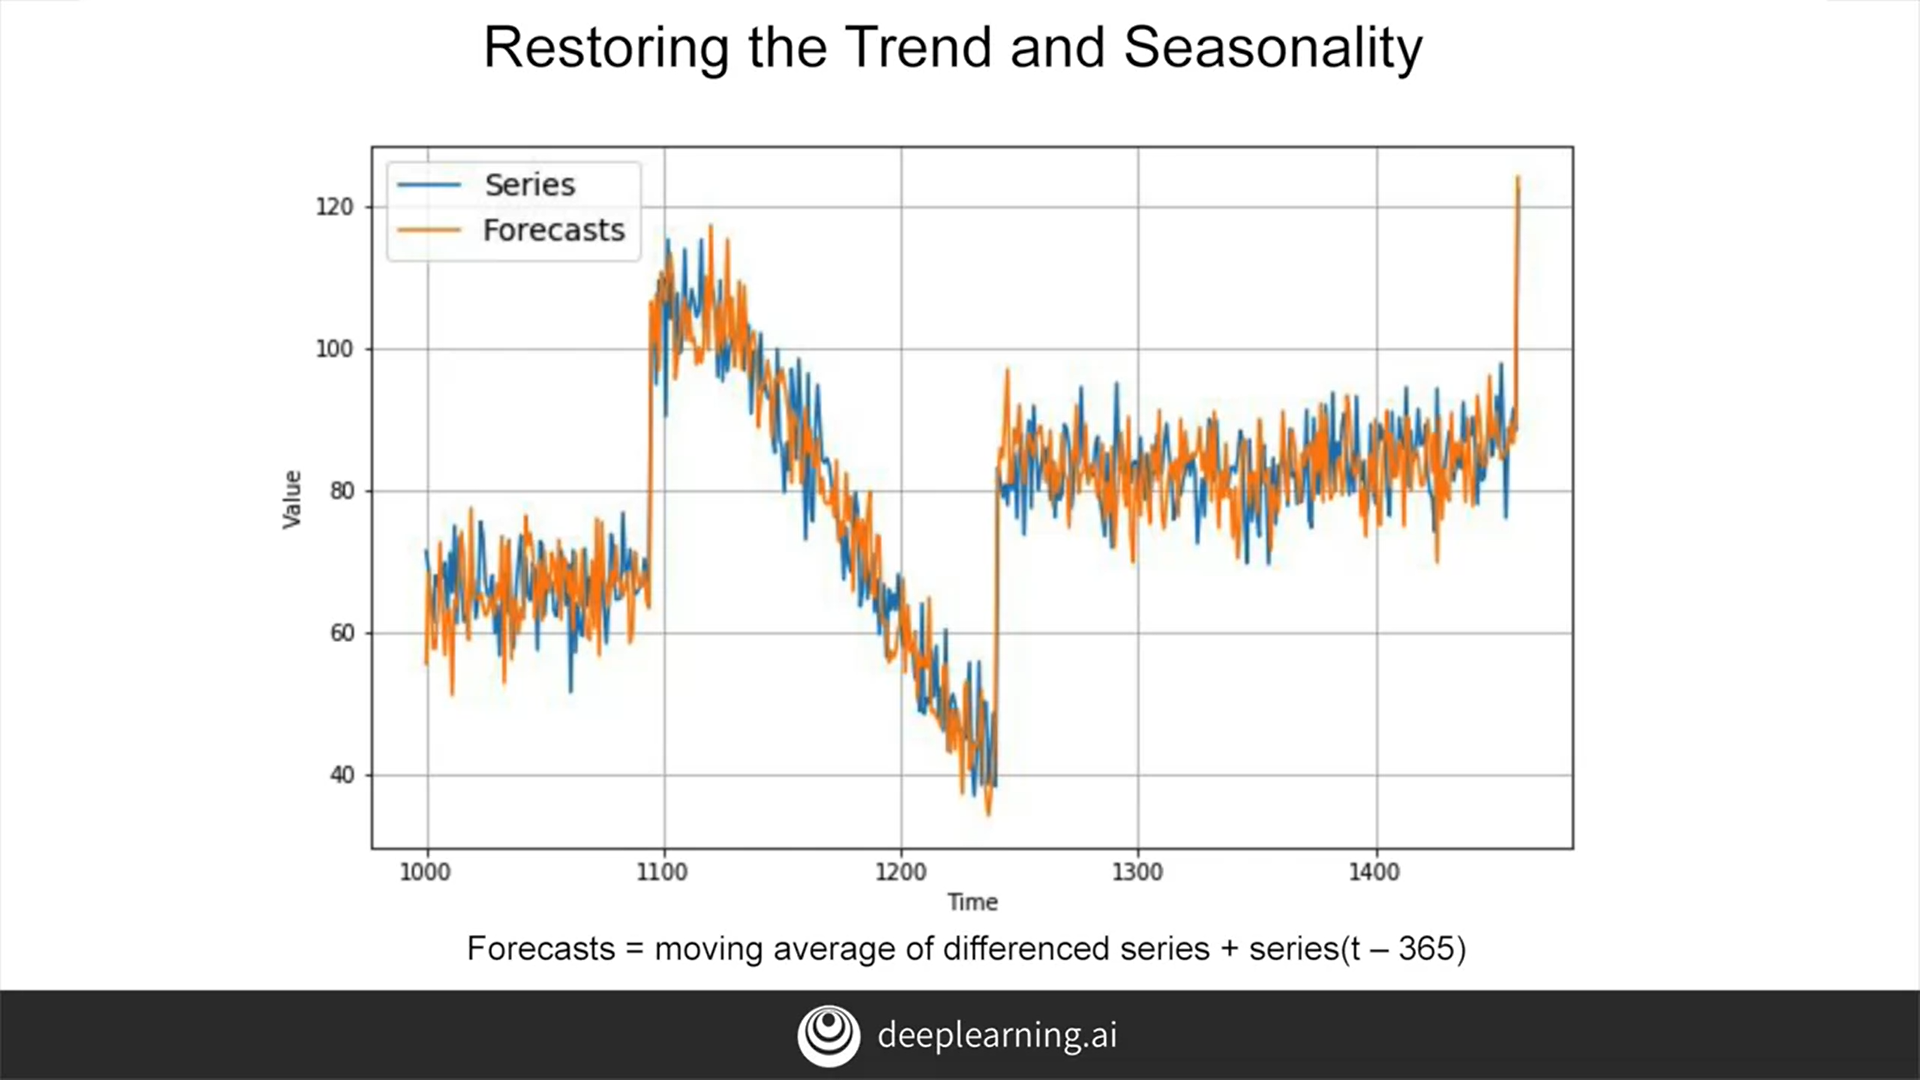 Restoring the Trend and Seasonality
Series
Forecasts
120
100
80
60
40
Value
1000 1100 1200 1300 1400
Time
Forecasts = moving average of differenced series + series(t – 365)
deeplearning.ai